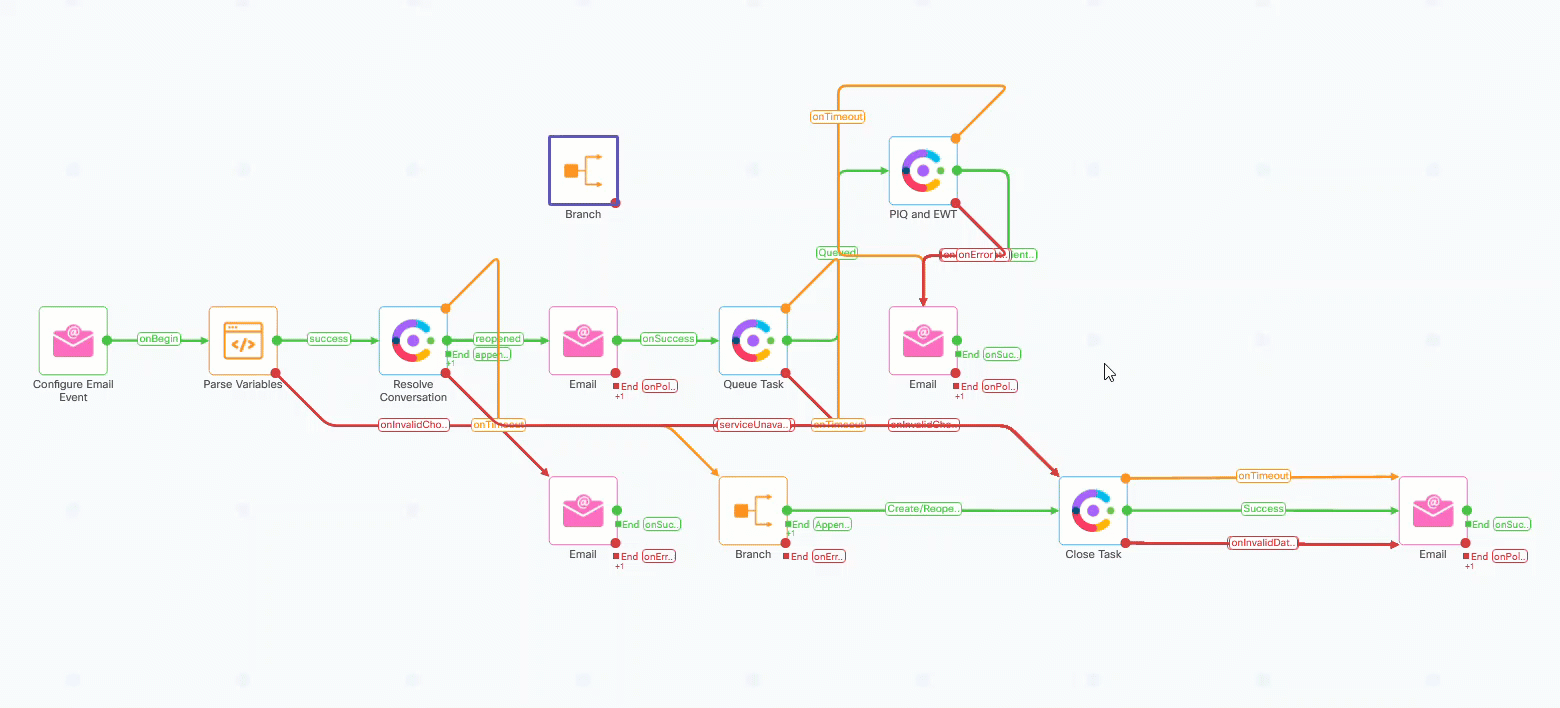 onTimeout
Branch
PIQ and EWT
Queued
onError
ent..
onBegin
success
reopened
onSuccess
End appen..
+1
End onSuc..
Configure Email
Event
Parse Variables
Resolve
Conversation
Email
End onPol..
+1
Queue Task
Email
End onPol..
+1
onInvalidCho..
onTimeout
serviceUnava..
onTimeout
onInvalidCho..
onTimeout
Create/Reope..
Success
End onSuc..
End Appen..
+1
End onSuc..
onInvalidDat..
Email
End onErr..
+1
Branch
End onErr..
Close Task
Email
End onPol..
+1